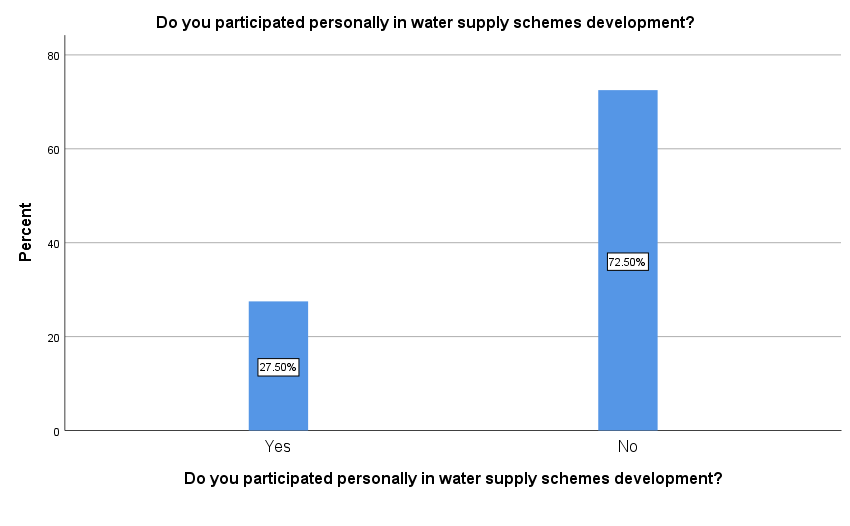 Do you participated personally in water supply schemes development?
80
60
40
20
0
Percent
27.50%
72.50%
Yes
No
Do you participated personally in water supply schemes development?